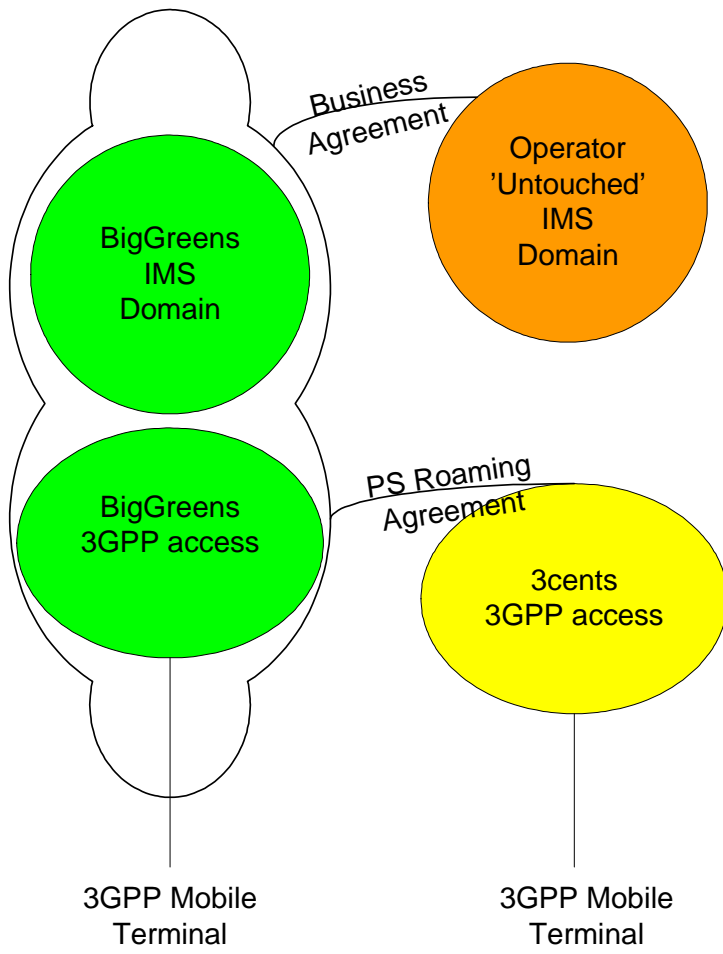 Business
Agreement
Operator
’Untouched’
IMS
Domain
BigGreens
IMS
Domain
PS Roaming
Agreement
BigGreens
3GPP access
3cents
3GPP access
3GPP Mobile
Terminal
3GPP Mobile
Terminal